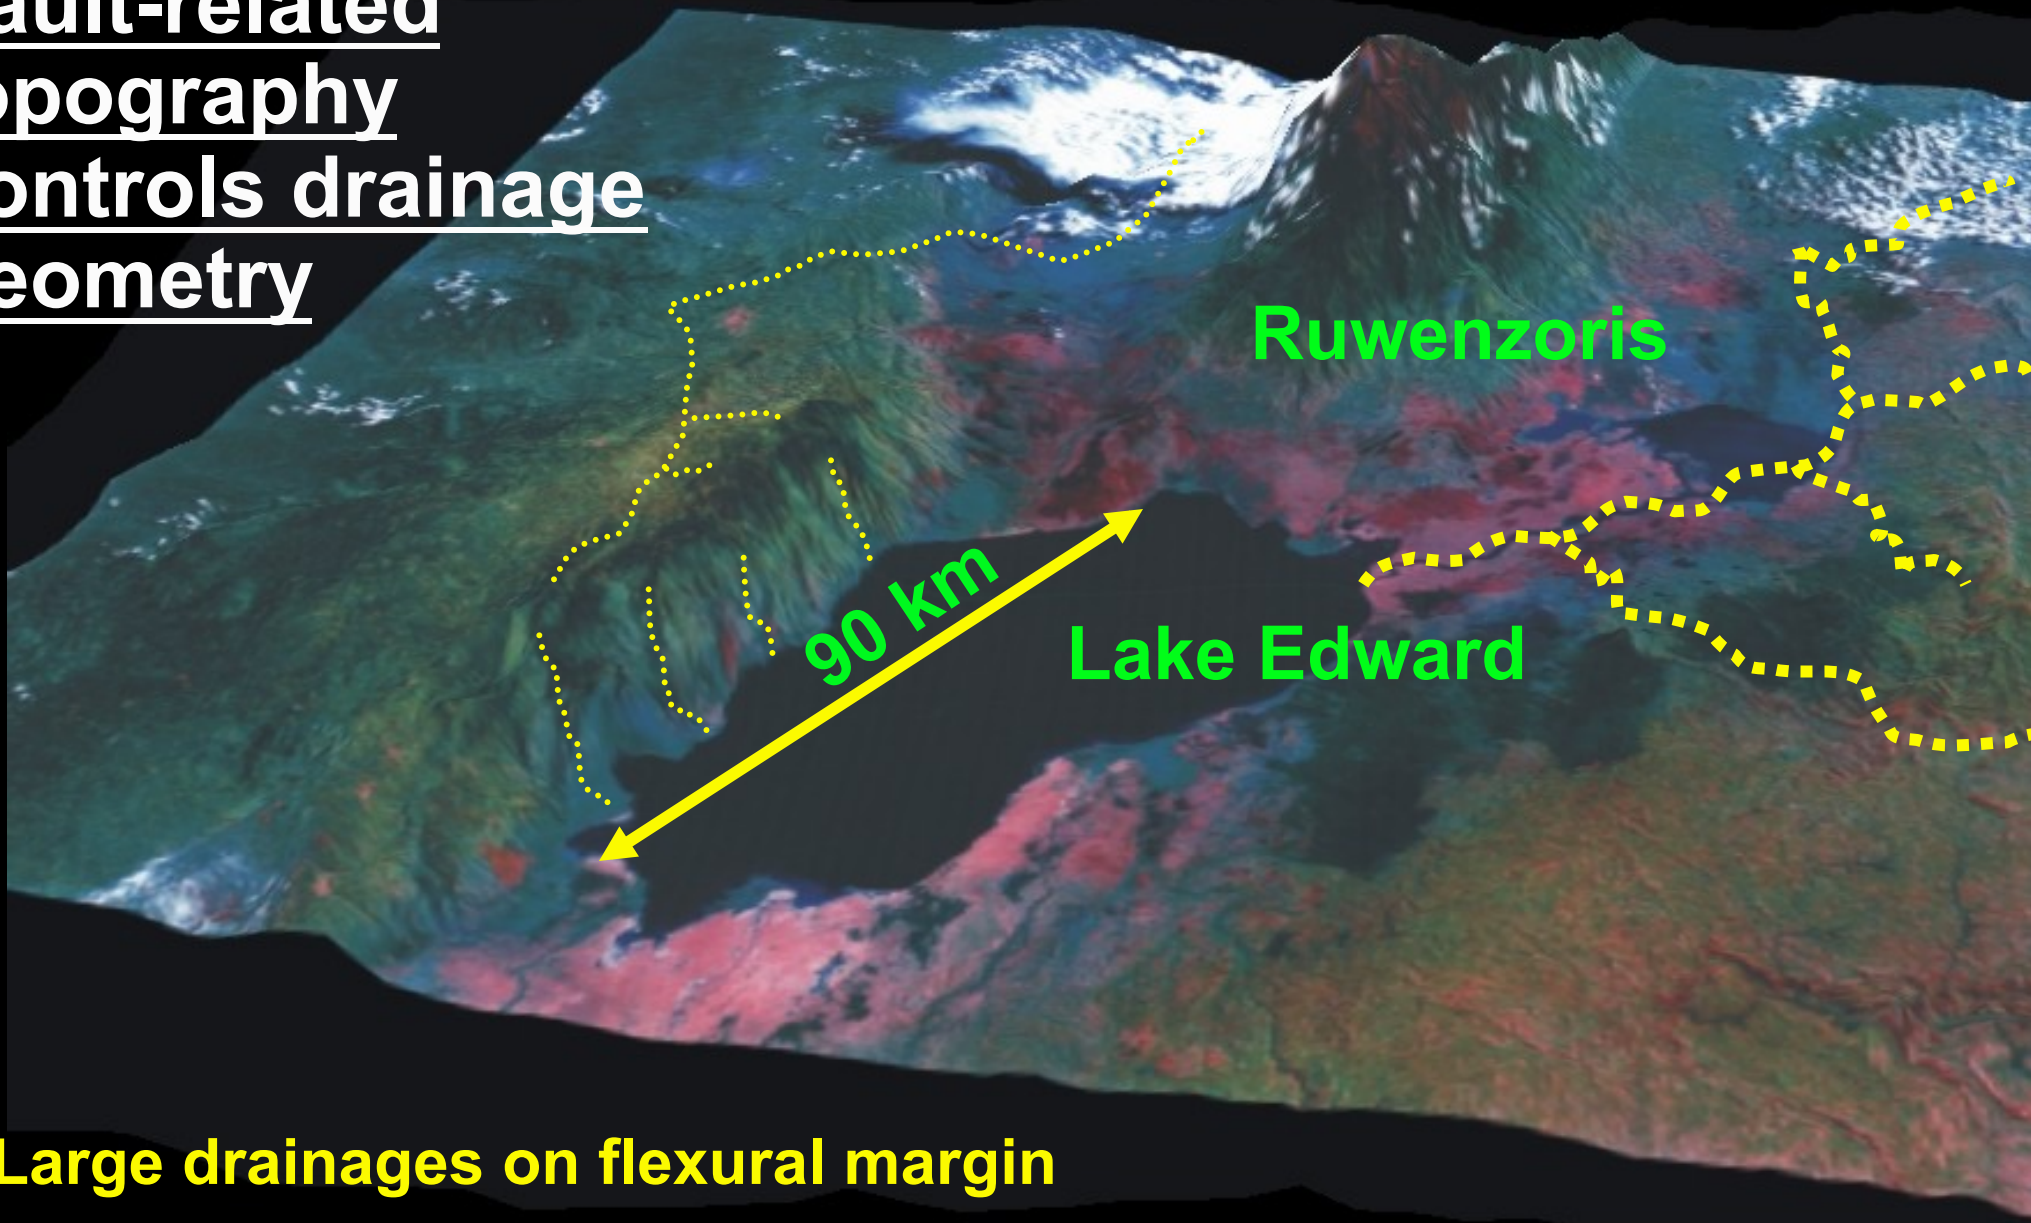 ault-related
opography
ontrols drainage
eometry
Ruwenzoris
90 km
Lake Edward
Large drainages on flexural margin